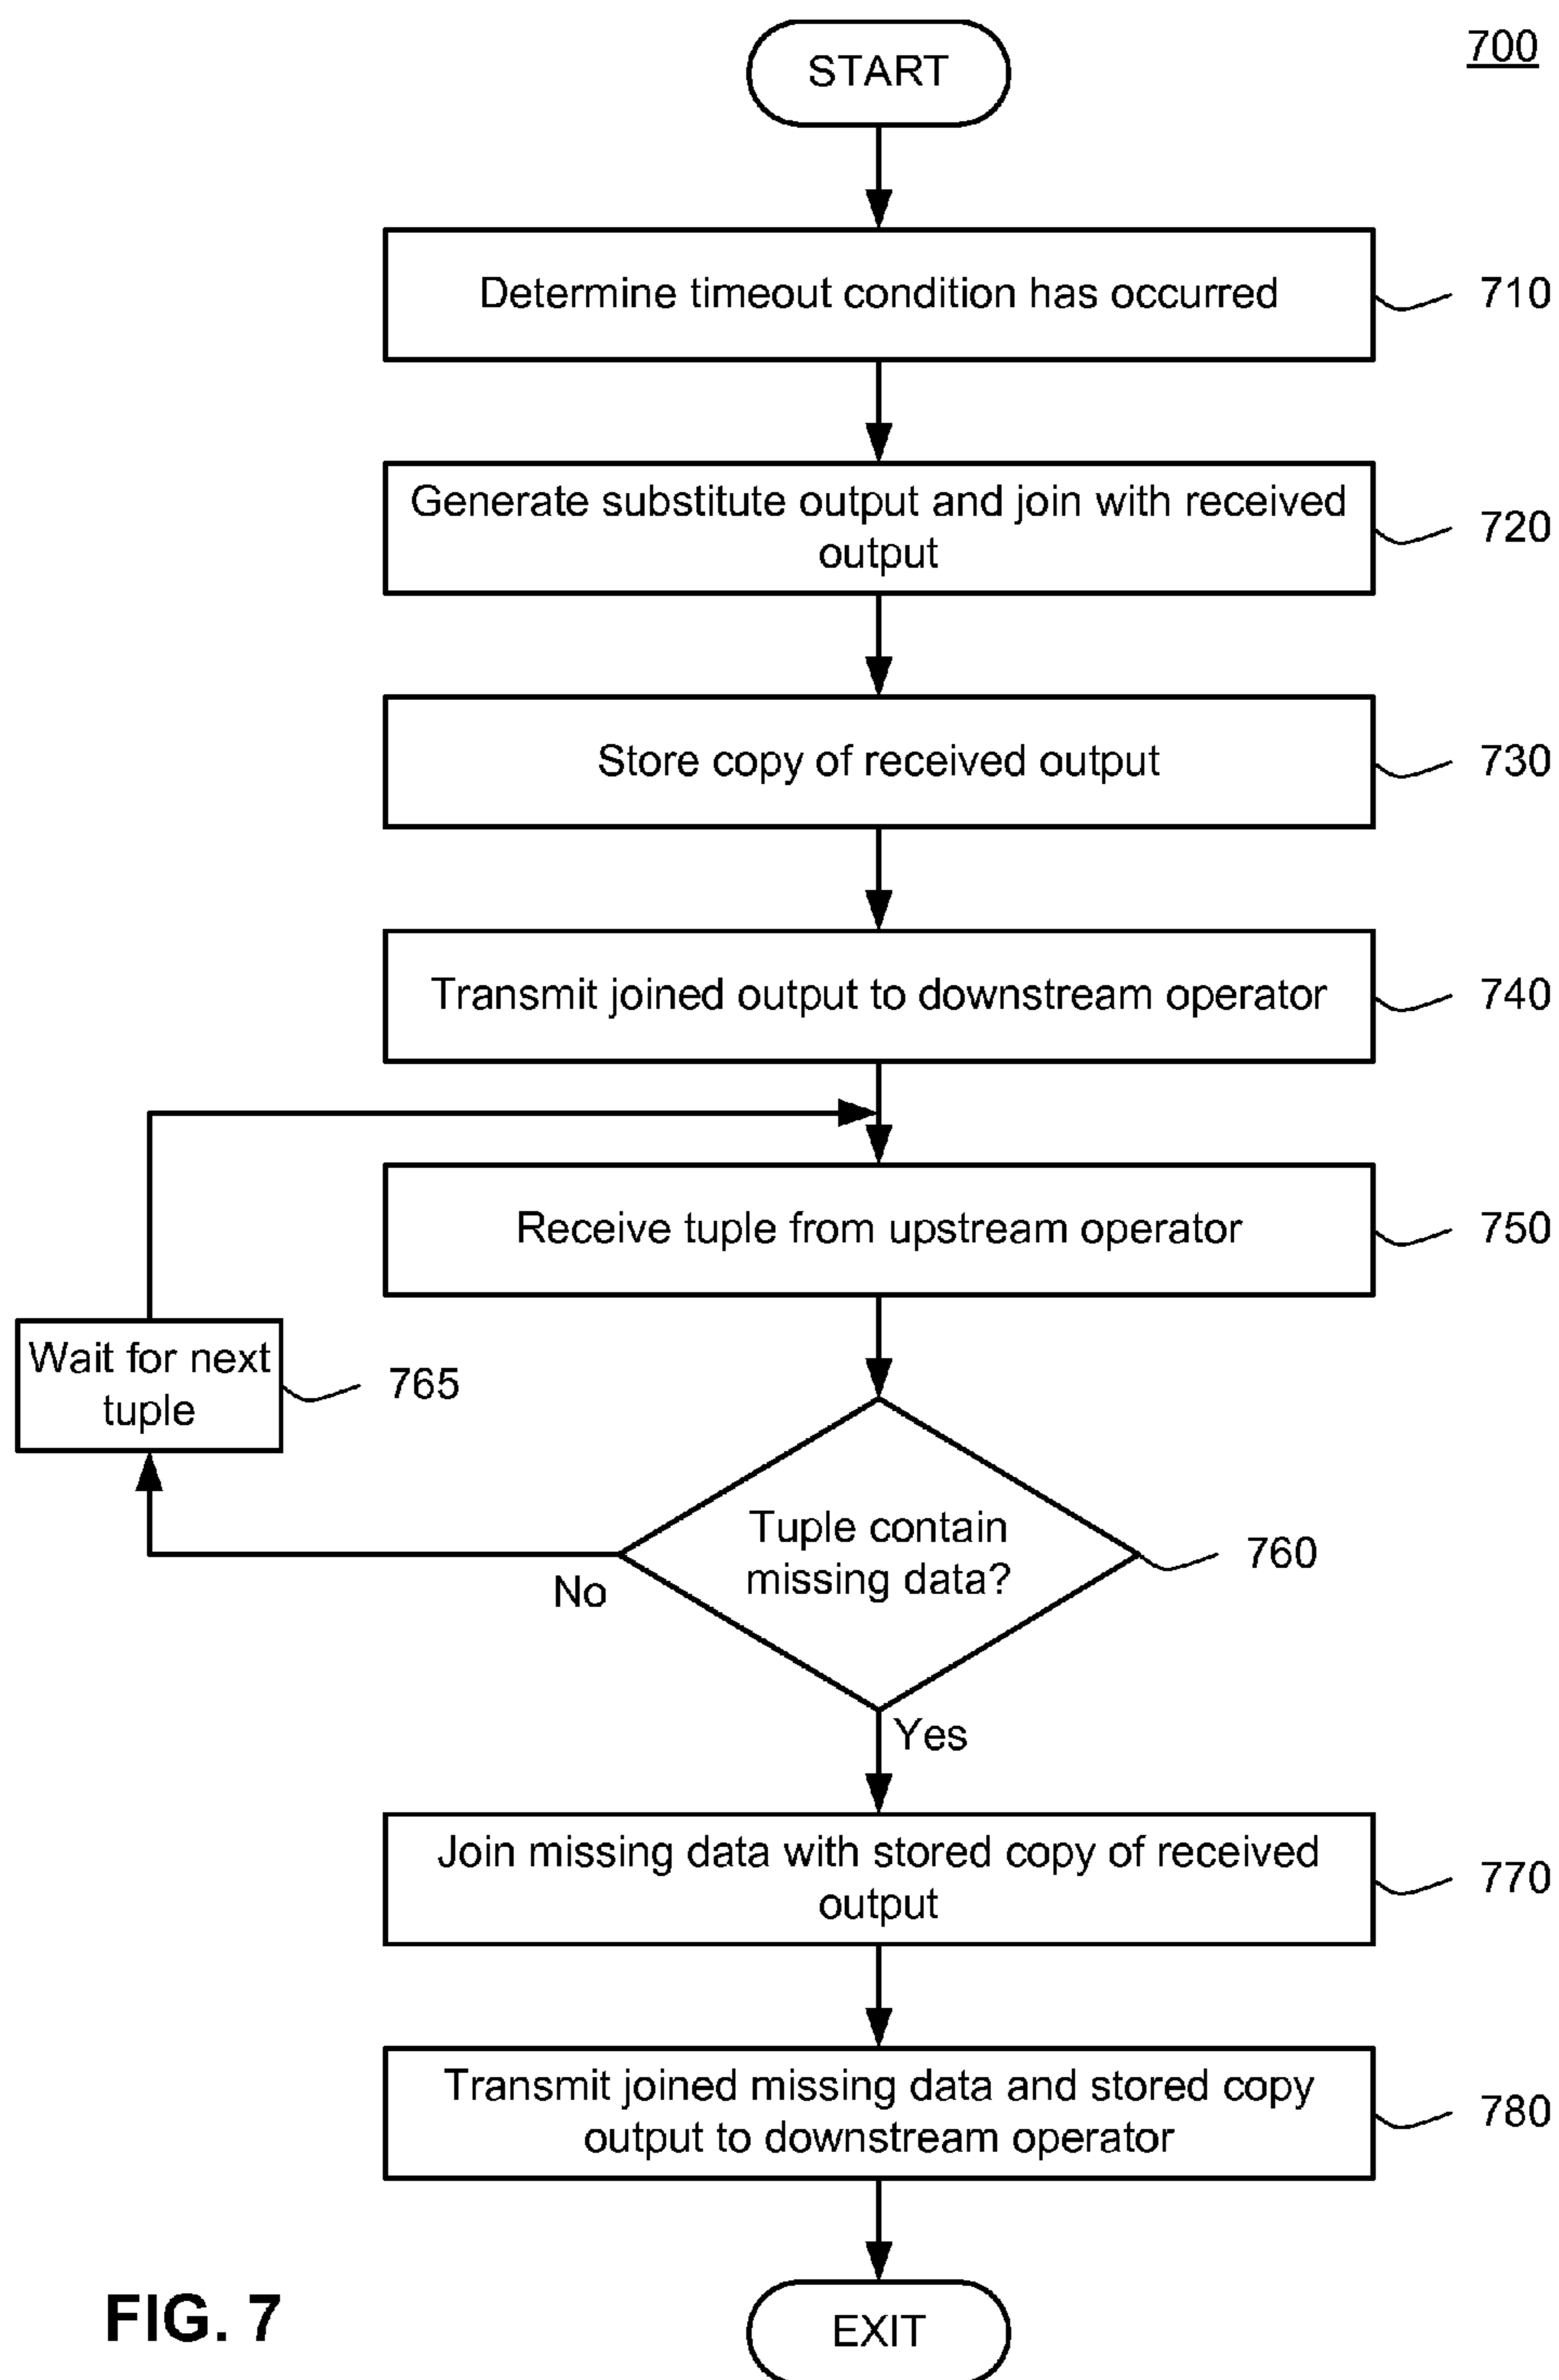 700
START
Determine timeout condition has occurred
710
Generate substitute output and join with received
output
720
Store copy of received output
730
Transmit joined output to downstream operator
740
Receive tuple from upstream operator
750
Wait for next
tuple
765
Tuple contain
missing data?
760
No
Yes
Join missing data with stored copy of received
output
770
Transmit joined missing data and stored copy
output to downstream operator
780
EXIT
FIG. 7